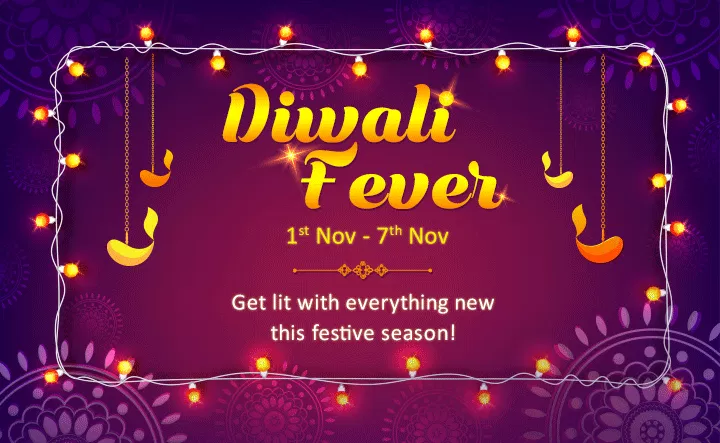 Diwali
Fever
1st Nov - 7th Nov
Get lit with everything new
this festive season!